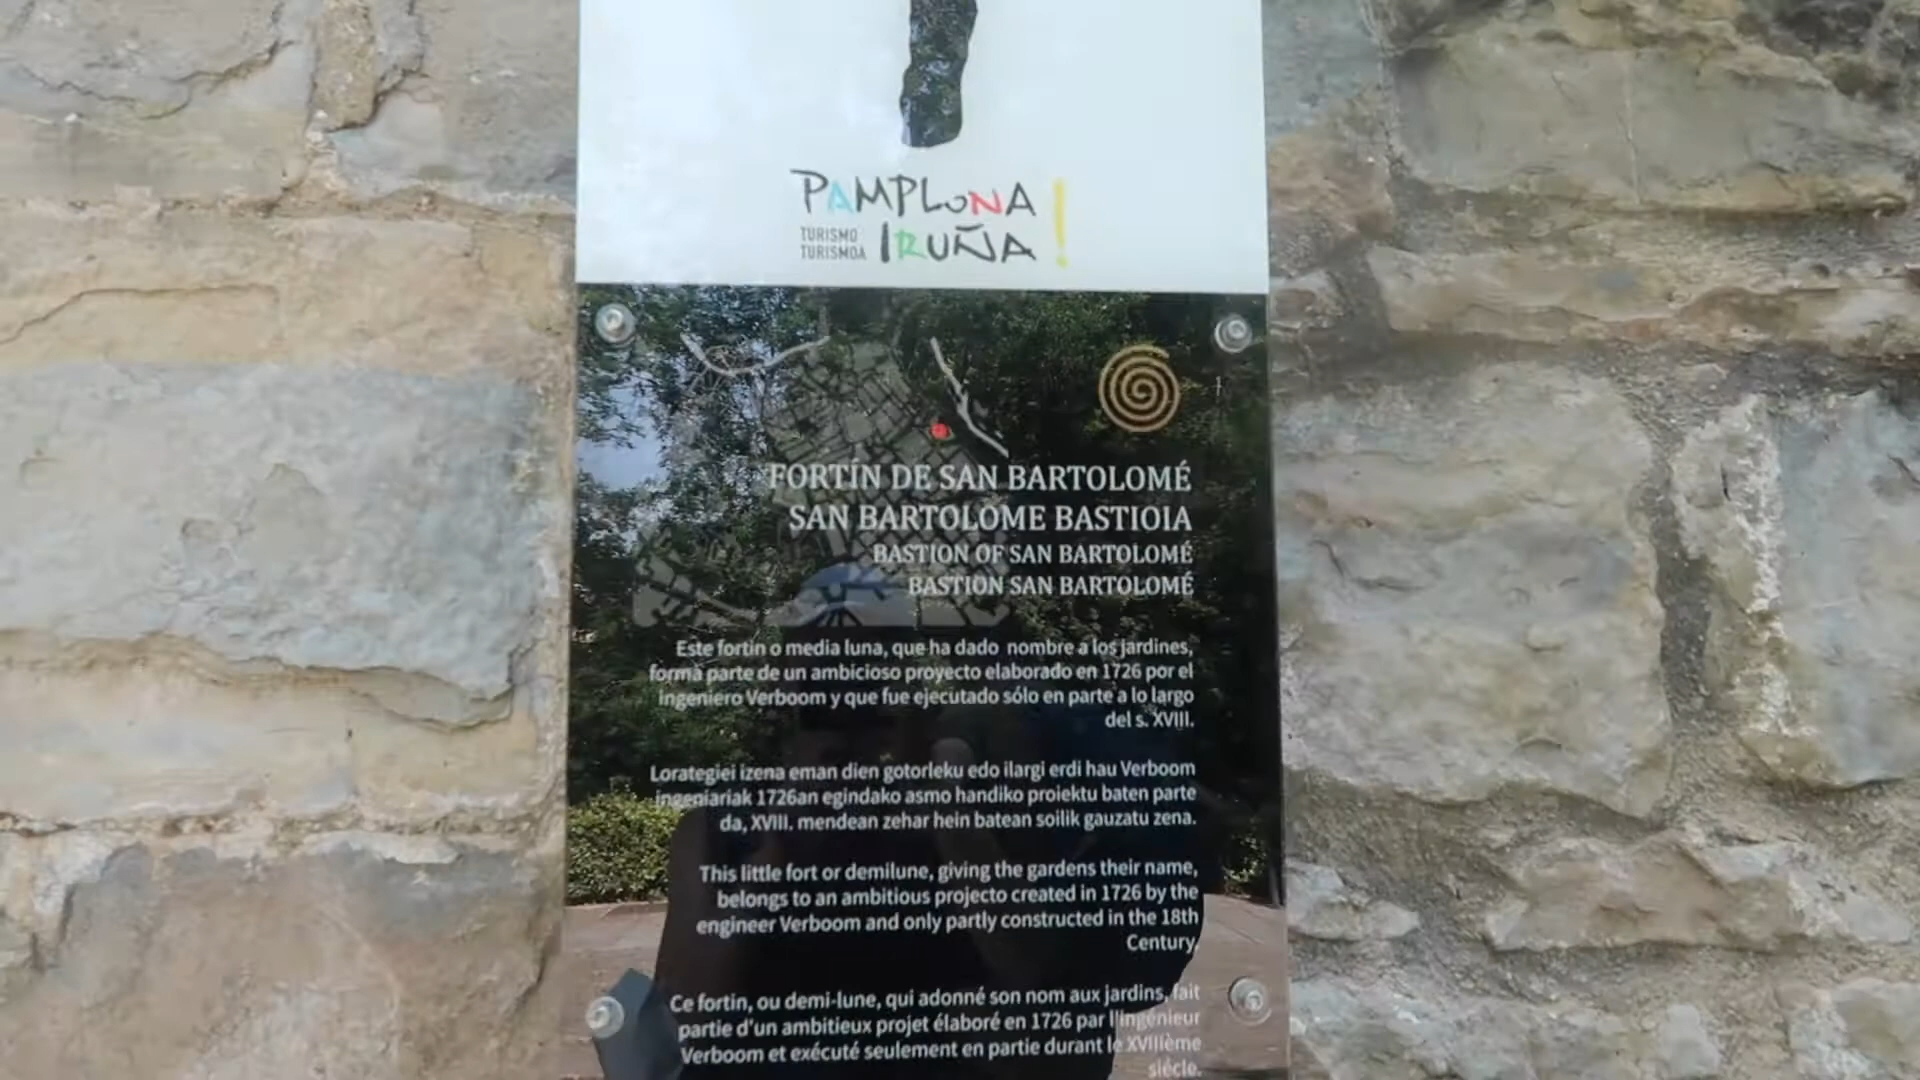 PAMPLONA
TURISMO
TURISMOA
IRUÑA!
FORTÍN DE SAN BARTOLOMÉ
SAN BARTOLOME BASTIOIA
BASTION OF SAN BARTOLOMÉ
BASTION SAN BARTOLOMÉ
Este fortín o media luna, que ha dado nombre a los jardines,
forma parte de un ambicioso proyecto elaborado en 1726 por el
ingeniero Verboom y que fue ejecutado sólo en parte a lo largo
del s. XVIII.
Lorategiei izena eman dien gotorleku edo ilargi erdi hau Verboom
ingeniariak 1726an egindako asmo handiko proiektu baten parte
da, XVIII. mendean zehar hein batean soilik gauzatu zena.
This little fort or demilune, giving the gardens their name,
belongs to an ambitious projecto created in 1726 by the
engineer Verboom and only partly constructed in the 18th
Century.
Ce fortin, ou demi-lune, qui adonné son nom aux jardins, fait
partie d'un ambitieux projet élaboré en 1726 par l'ingénieur
Verboom et exécuté seulement en partie durant le XVIIIème
siécle.